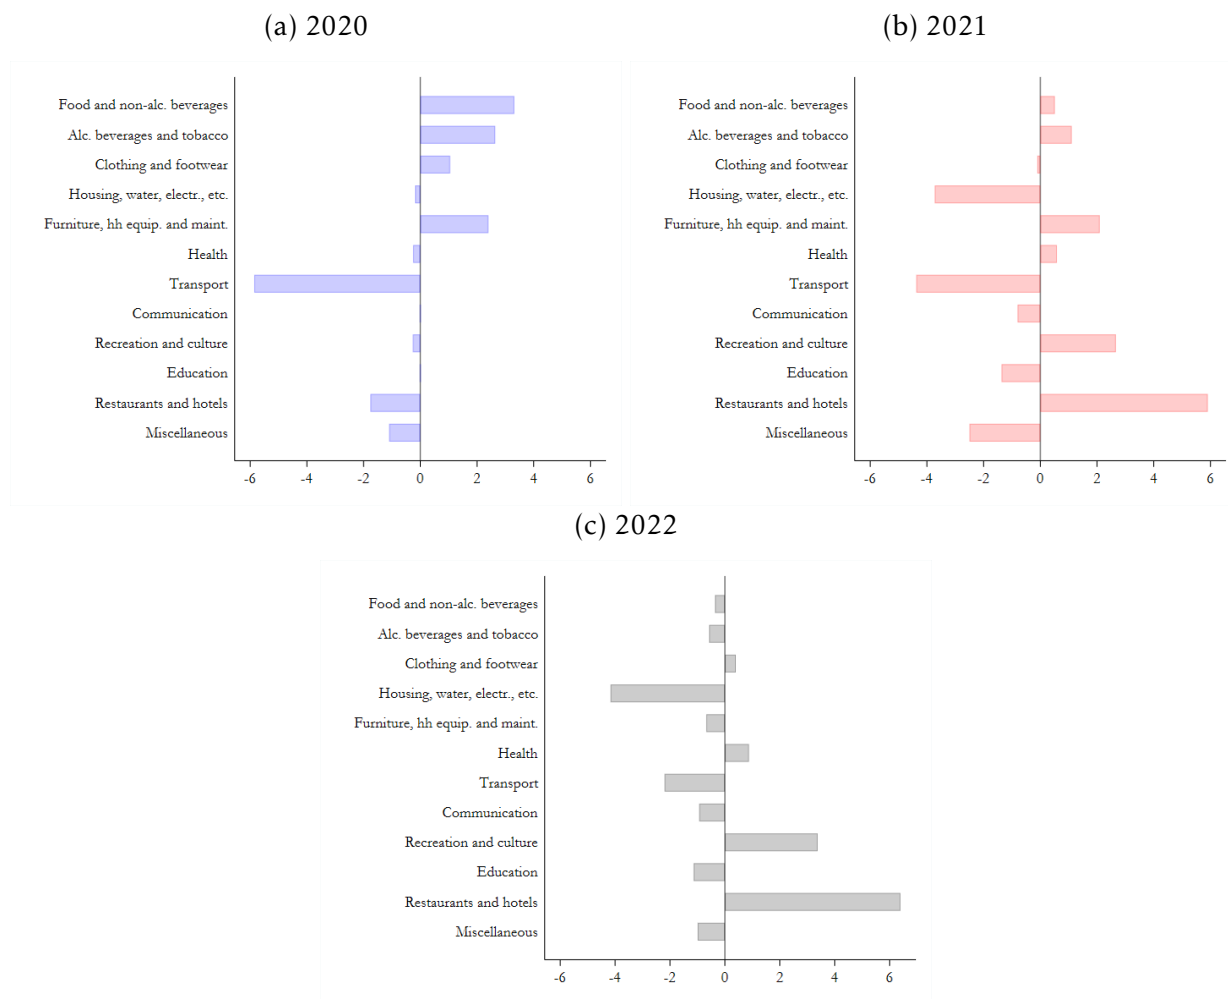 (a) 2020
Food and non-alc. beverages
Alc. beverages and tobacco
Clothing and footwear
Housing, water, electr., etc.
Furniture, hh equip. and maint.
Health
Transport
Communication
Recreation and culture
Education
Restaurants and hotels
Miscellaneous
-6 -4 -2 0 2 4 6
(b) 2021
Food and non-alc. beverages
Alc. beverages and tobacco
Clothing and footwear
Housing, water, electr., etc.
Furniture, hh equip. and maint.
Health
Transport
Communication
Recreation and culture
Education
Restaurants and hotels
Miscellaneous
-6 -4 -2 0 2 4 6
(c) 2022
Food and non-alc. beverages
Alc. beverages and tobacco
Clothing and footwear
Housing, water, electr., etc.
Furniture, hh equip. and maint.
Health
Transport
Communication
Recreation and culture
Education
Restaurants and hotels
Miscellaneous
-6 -4 -2 0 2 4 6